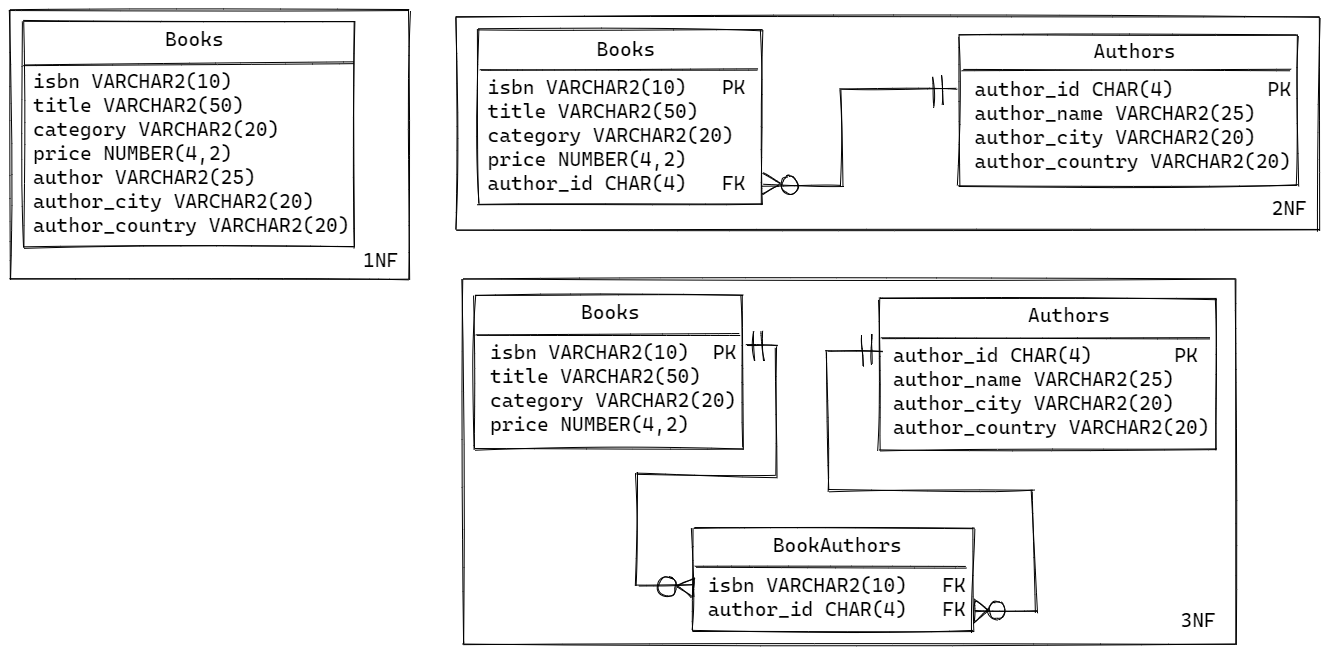 Books
isbn VARCHAR2(10)
title VARCHAR2(50)
category VARCHAR2(20)
price NUMBER(4,2)
author VARCHAR2(25)
author_city VARCHAR2(20)
author_country VARCHAR2(20)
1NF
Books
isbn VARCHAR2(10) PK
title VARCHAR2(50)
category VARCHAR2(20)
price NUMBER(4,2)
author_id CHAR(4) FK
Authors
author_id CHAR(4) PK
author_name VARCHAR2(25)
author_city VARCHAR2(20)
author_country VARCHAR2(20)
2NF
Books
isbn VARCHAR2(10) PK
title VARCHAR2(50)
category VARCHAR2(20)
price NUMBER(4,2)
Authors
author_id CHAR(4) PK
author_name VARCHAR2(25)
author_city VARCHAR2(20)
author_country VARCHAR2(20)
BookAuthors
isbn VARCHAR2(10) FK
author_id CHAR(4) FK
3NF